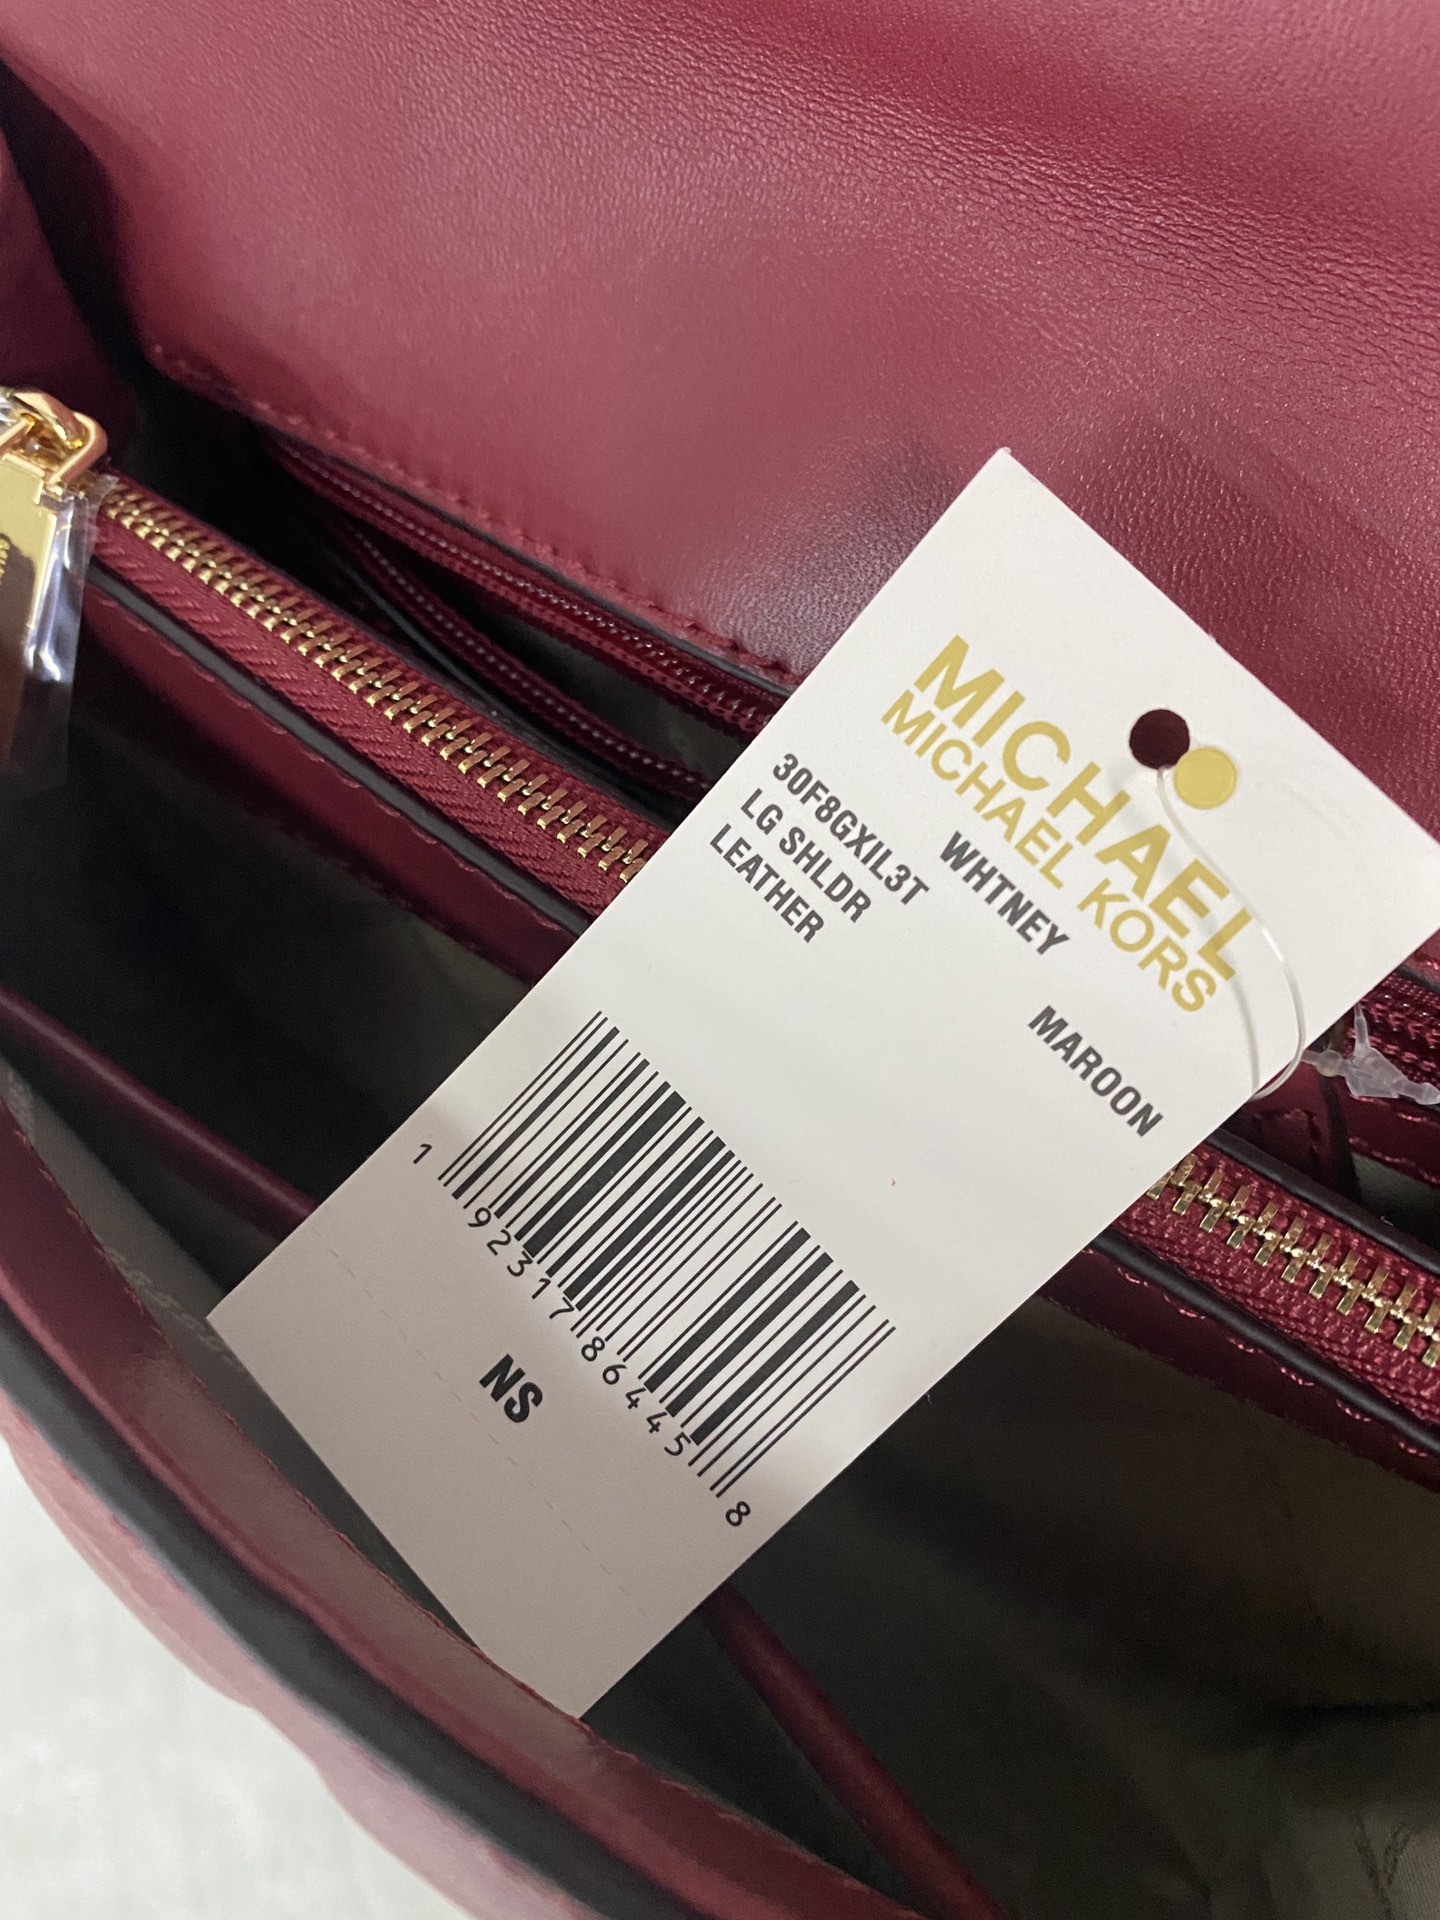 MICHAEL
MICHAEL KORS
WHTNEY
MAROON
30F8GXIL3T
LG SHLDR
LEATHER
1 92317 86445 8
NS